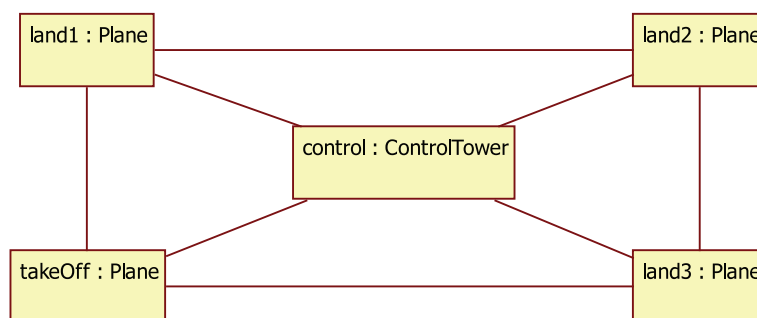 land1 : Plane
land2 : Plane
control : ControlTower
takeOff : Plane
land3 : Plane